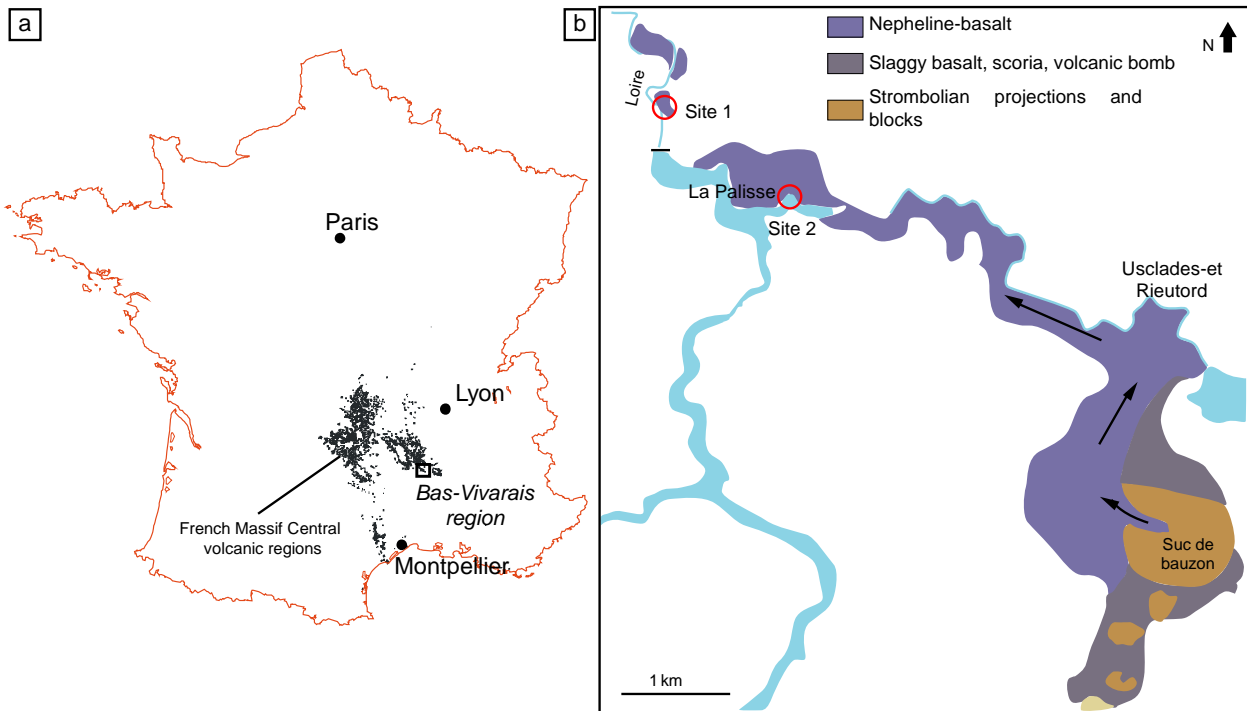 a
Paris
Lyon
Bas-Vivarais
region
French Massif Central
volcanic regions
Montpellier
b
Nepheline-basalt
Slaggy basalt, scoria, volcanic bomb
Strombolian projections and
blocks
N
Loire
Site 1
La Palisse
Site 2
Usclades-et
Rieutord
Suc de
bauzon
1 km